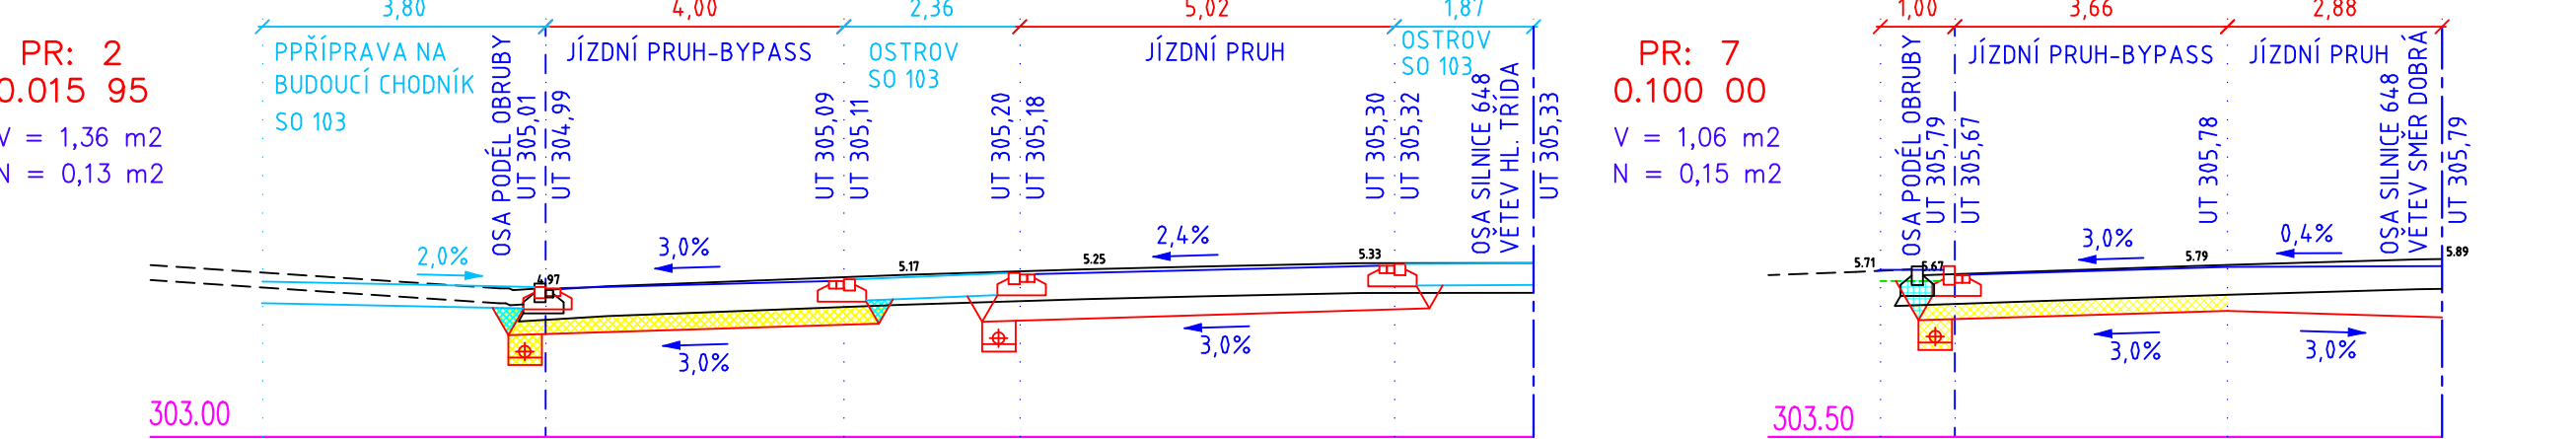 3,80
4,00
2,36
5,02
1,87
PR: 2
0.015 95
V = 1,36 m2
N = 0,13 m2
PPŘÍPRAVA NA
BUDOUCÍ CHODNÍK
SO 103
OSA PODÉL OBRUBY
UT 305,01
UT 304,99
JÍZDNÍ PRUH-BYPASS
UT 305,09
UT 305,11
OSTROV
SO 103
UT 305,20
UT 305,18
JÍZDNÍ PRUH
UT 305,30
UT 305,32
OSTROV
SO 103
OSA SILNICE 648
VĚTEV HL. TŘÍDA
UT 305,33
2,0%
3,0%
2,4%
4.97
5.17
5.25
5.33
3,0%
3,0%
303.00
1,00
3,66
2,88
PR: 7
0.100 00
V = 1,06 m2
N = 0,15 m2
OSA PODÉL OBRUBY
UT 305,79
UT 305,67
JÍZDNÍ PRUH-BYPASS
UT 305,78
JÍZDNÍ PRUH
OSA SILNICE 648
VĚTEV SMĚR DOBRÁ
UT 305,79
3,0%
0,4%
5.71
5.67
5.79
5.89
3,0%
3,0%
303.50